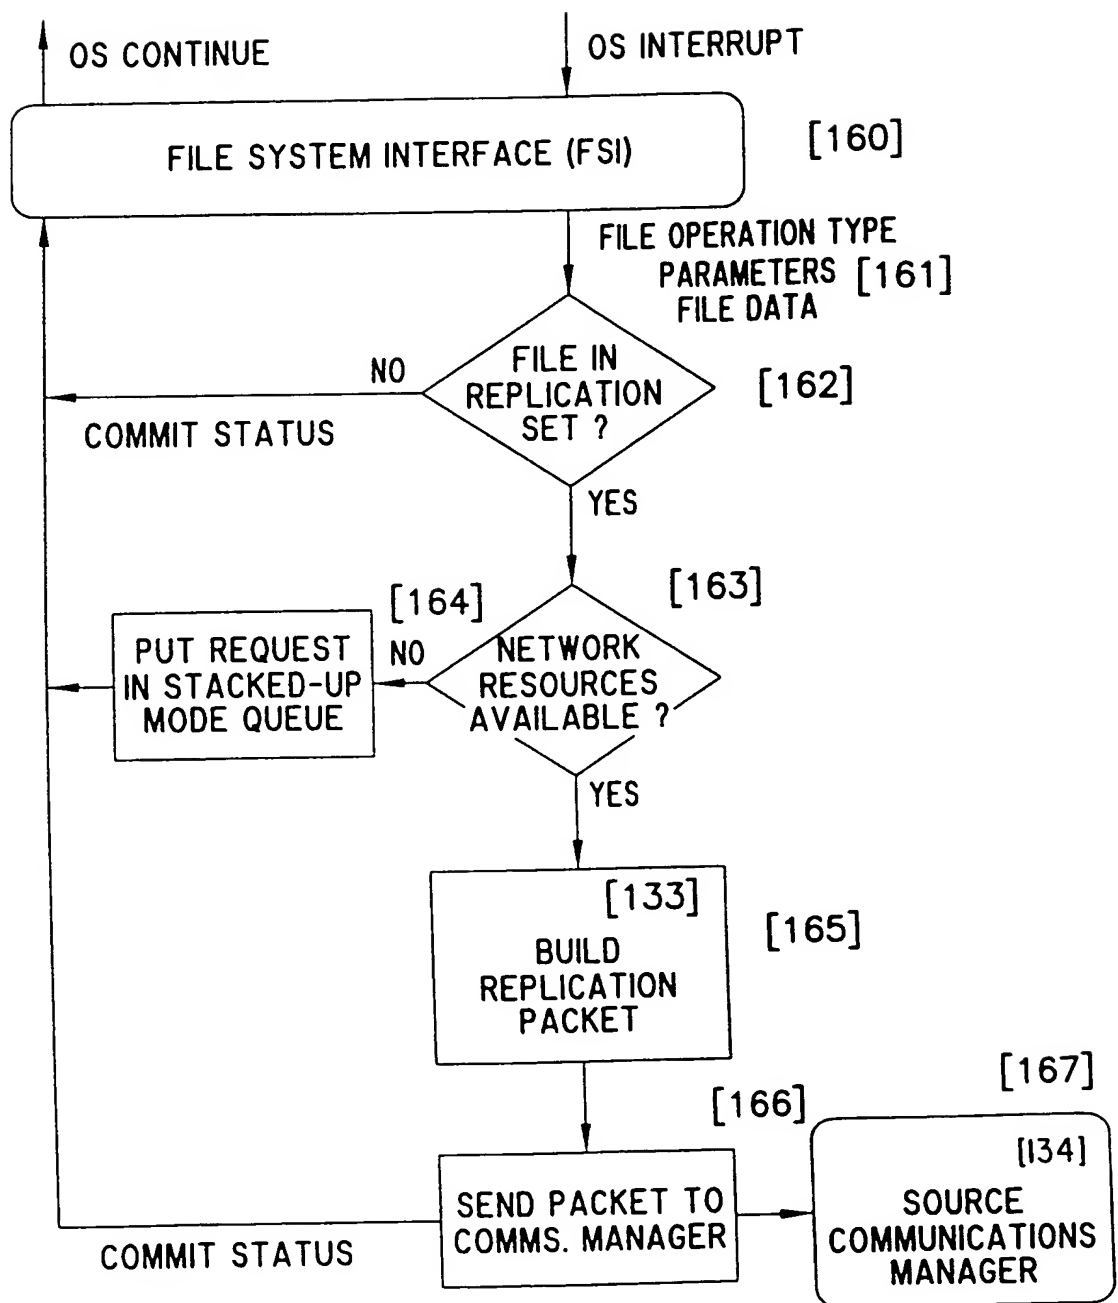 OS CONTINUE
OS INTERRUPT
FILE SYSTEM INTERFACE (FSI)
[160]
FILE OPERATION TYPE
PARAMETERS
FILE DATA
[161]
FILE IN
REPLICATION
SET ?
[162]
NO
COMMIT STATUS
YES
[163]
[164]
PUT REQUEST
IN STACKED-UP
MODE QUEUE
NO
NETWORK
RESOURCES
AVAILABLE ?
YES
[133]
BUILD
REPLICATION
PACKET
[165]
[166]
[167]
SEND PACKET TO
COMMS. MANAGER
[134]
SOURCE
COMMUNICATIONS
MANAGER
COMMIT STATUS